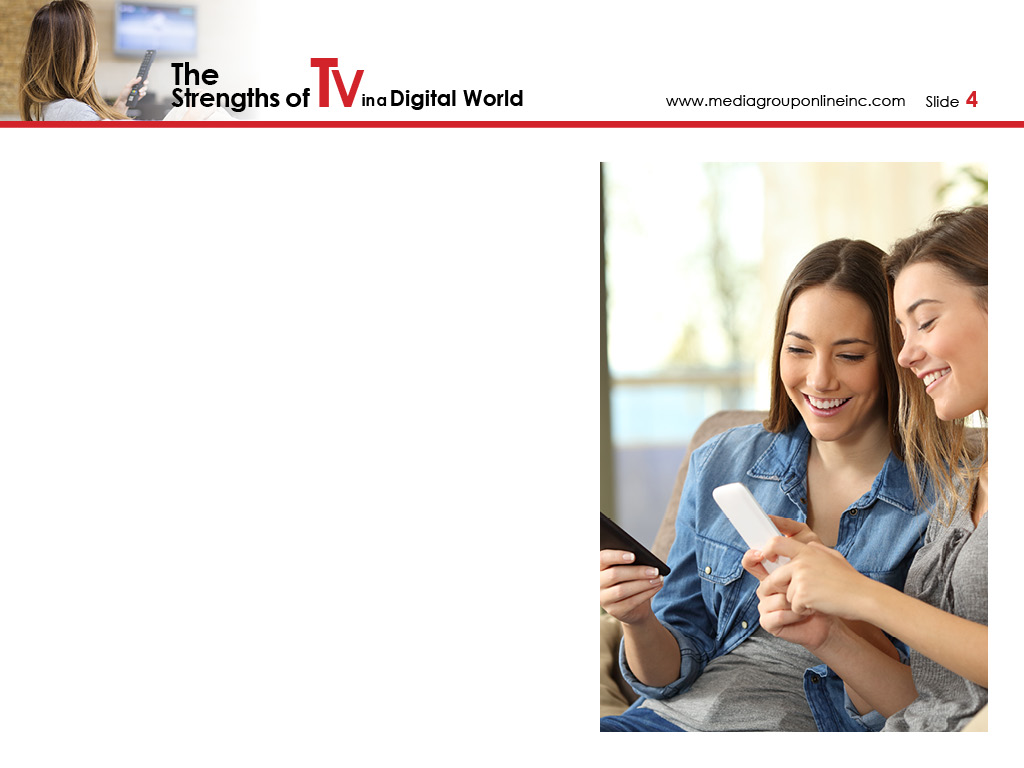 The
Strengths of TV in a Digital World
www.mediagrouponlineinc.com Slide 4